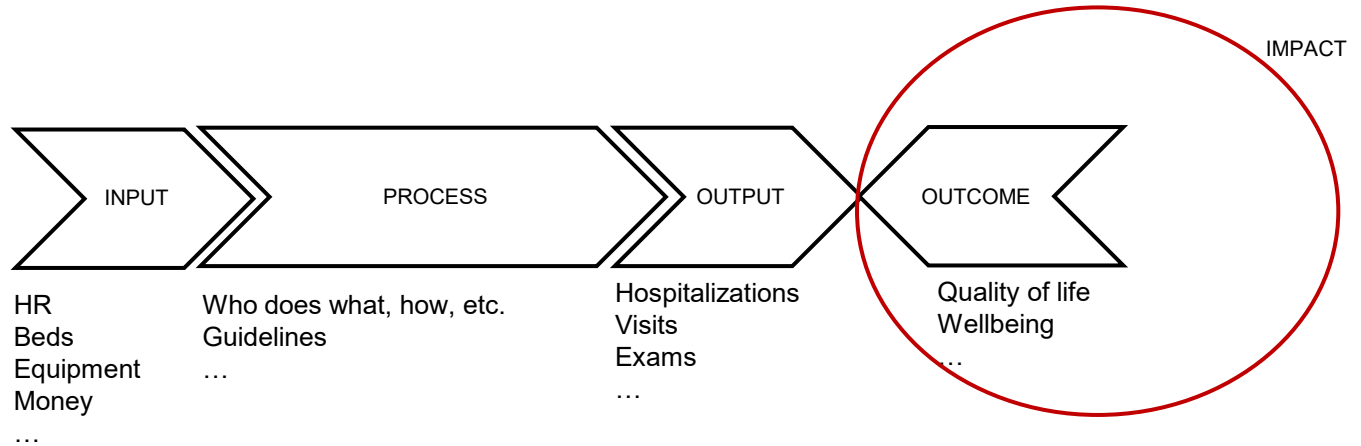 IMPACT
INPUT
PROCESS
OUTPUT
OUTCOME
HR
Beds
Equipment
Money
…
Who does what, how, etc.
Guidelines
…
Hospitalizations
Visits
Exams
…
Quality of life
Wellbeing
…